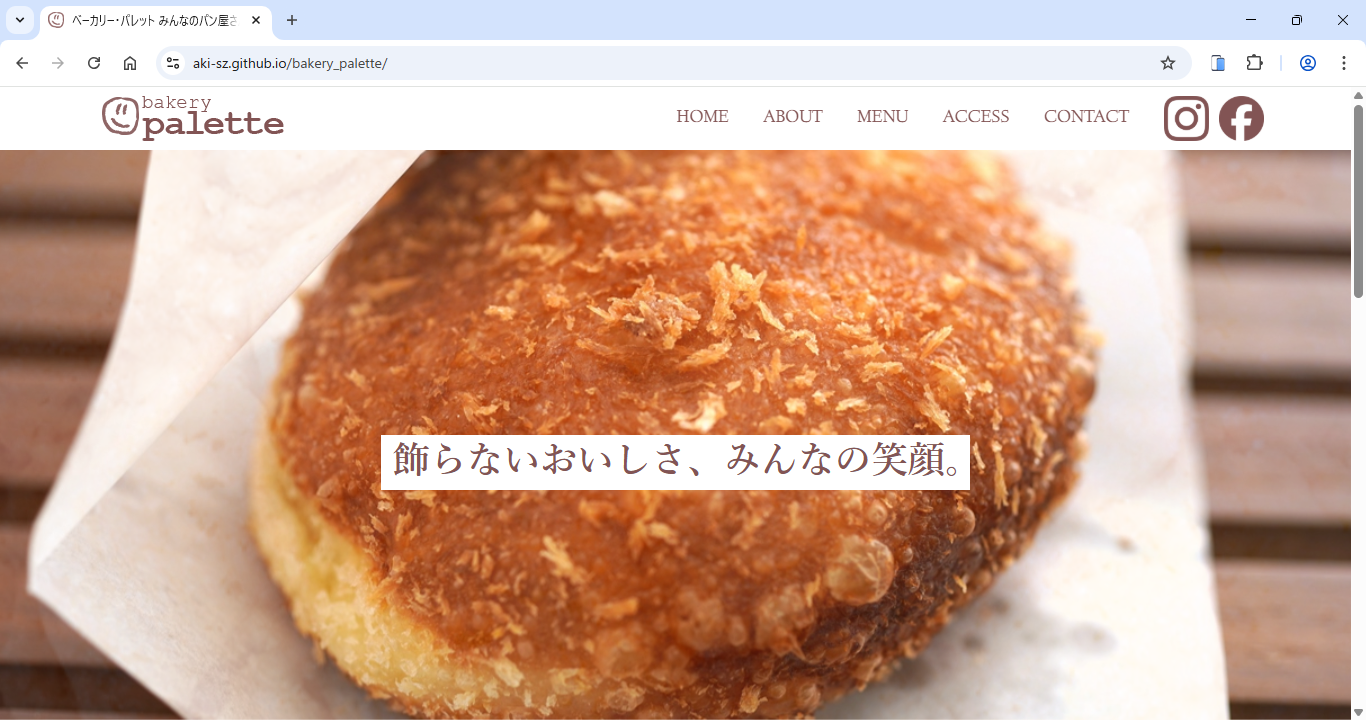 ベーカリー・パレット みんなのパン屋さ
aki-sz.github.io/bakery_palette/
bakery
palette
HOME ABOUT MENU ACCESS CONTACT
飾らないおいしさ、みんなの笑顔。